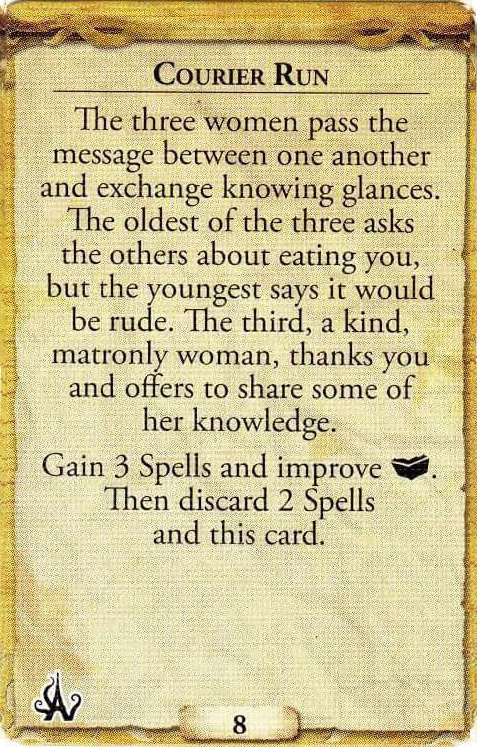 Courier Run
The three women pass the
message between one another
and exchange knowing glances.
The oldest of the three asks
the others about eating you,
but the youngest says it would
be rude. The third, a kind,
matronly woman, thanks you
and offers to share some of
her knowledge.
Gain 3 Spells and improve .
Then discard 2 Spells
and this card.
8